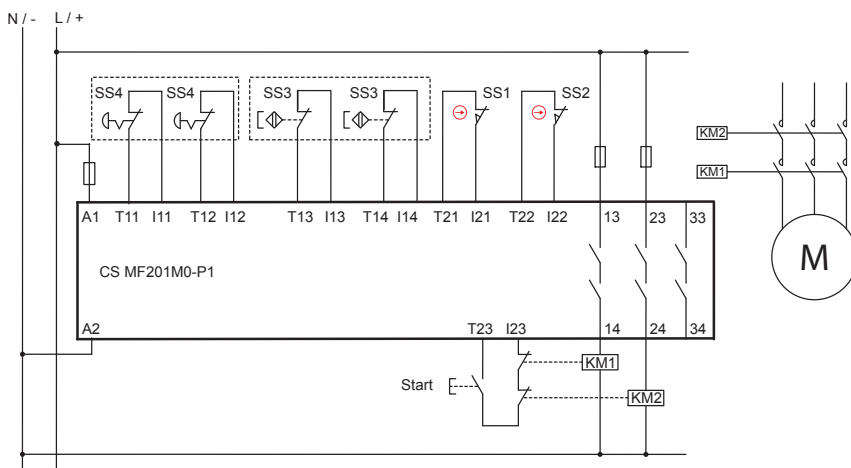 N / - L / +
SS4 SS4 SS3 SS3 SS1 SS2
KM2
KM1
A1 T11 I11 T12 I12 T13 I13 T14 I14 T21 I21 T22 I22 13 23 33
M
CS MF201M0-P1
A2 T23 I23 14 24 34
KM1
Start
KM2